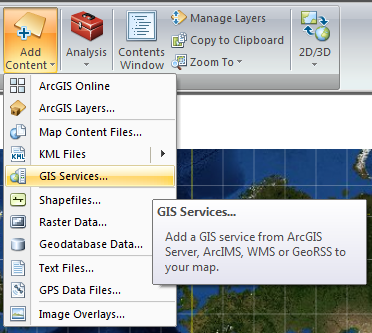 Add
Content
Analysis
Contents
Window
Manage Layers
Copy to Clipboard
Zoom To
2D/3D
ArcGIS Online
ArcGIS Layers...
Map Content Files...
KML
KML Files
GIS Services...
Shapefiles...
Raster Data...
Geodatabase Data...
Text Files...
GPS Data Files...
Image Overlays...
GIS Services...
Add a GIS service from ArcGIS
Server, ArcIMS, WMS or GeoRSS to
your map.